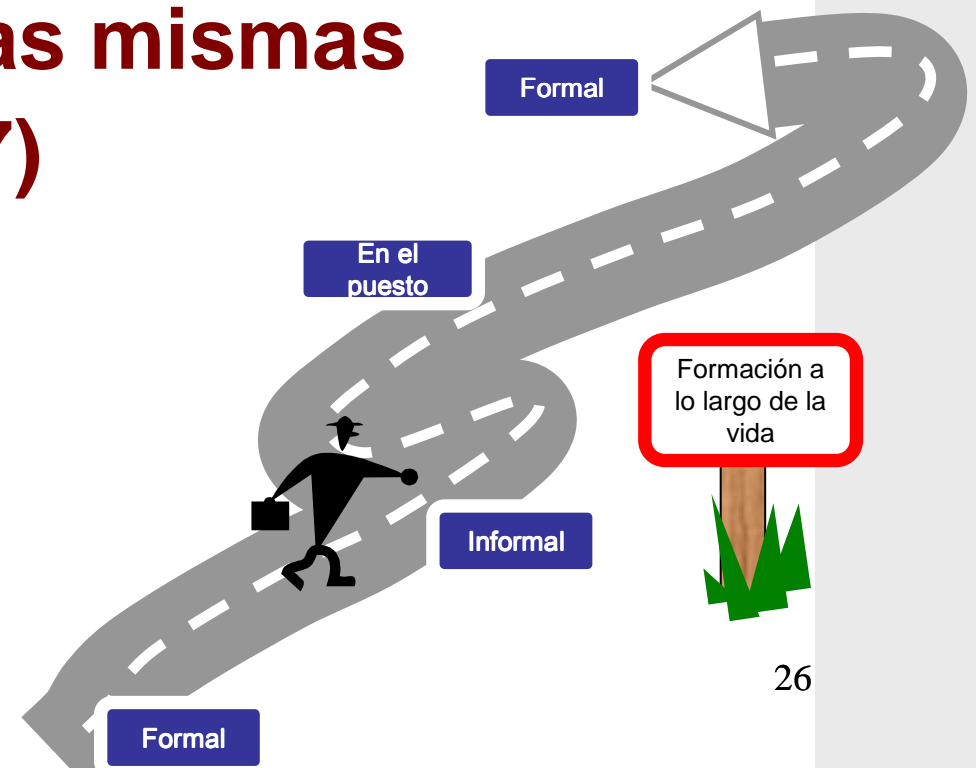 as mismas
7)
Formal
En el
puesto
Formación a
lo largo de la
vida
Informal
26
Formal